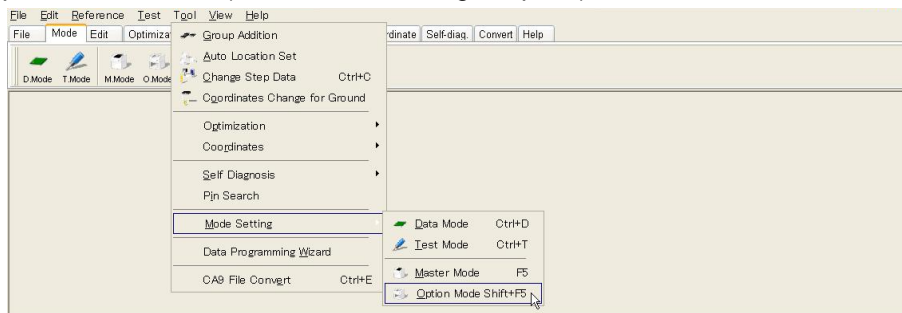 File Edit Reference Test Tool View Help
File Mode Edit Optimiza rdinate Self-diag. Convert Help
D.Mode T.Mode M.Mode O.Mode
Group Addition
Auto Location Set
Change Step Data Ctrl+C
Coordinates Change for Ground
Optimization
Coordinates
Self Diagnosis
Pin Search
Mode Setting
Data Programming Wizard
CA9 File Convert Ctrl+E
Data Mode Ctrl+D
Test Mode Ctrl+T
Master Mode F5
Option Mode Shift+F5